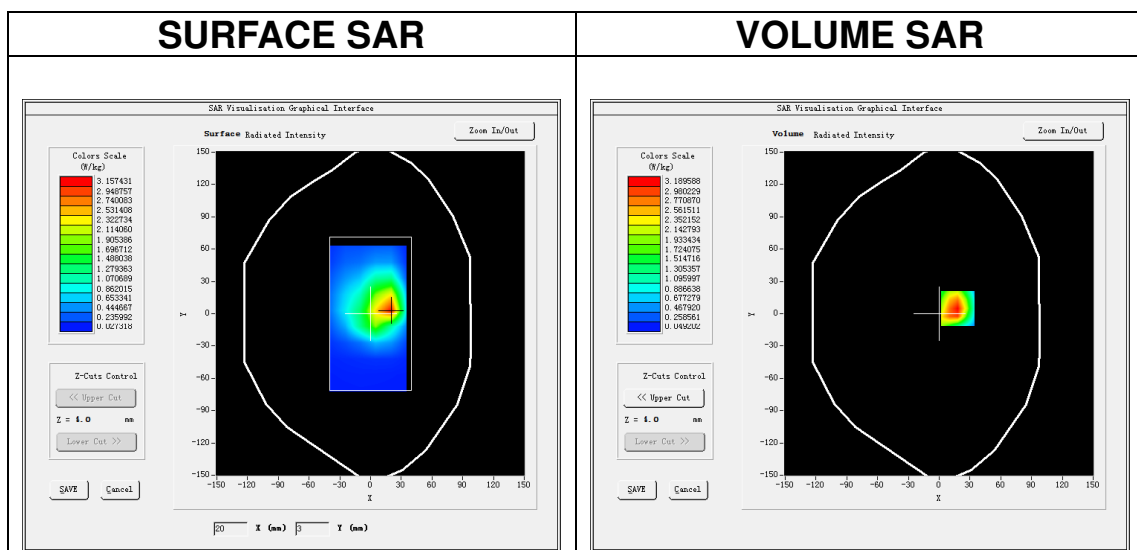 SURFACE SAR
VOLUME SAR
SAR Visualisation Graphical Interface
Surface Radiated Intensity
Zoom In/Out
Colors Scale
(W/kg)
3.157431
2.948757
2.740083
2.531408
2.322734
2.114060
1.905386
1.696712
1.488038
1.279363
1.070689
0.862015
0.653341
0.444667
0.235992
0.027318
Z-Cuts Control
<< Upper Cut
Z = 4.0 mm
Lower Cut >>
SAVE
Cancel
150
120
90
60
30
0
-30
-60
-90
-120
-150
Y
-150 -120 -90 -60 -30 0 30 60 90 120 150
X
20 X (mm) 3 Y (mm)
SAR Visualisation Graphical Interface
Volume Radiated Intensity
Zoom In/Out
Colors Scale
(W/kg)
3.189588
2.980229
2.770870
2.561511
2.352152
2.142793
1.933434
1.724075
1.514716
1.305357
1.095997
0.886638
0.677279
0.467920
0.258561
0.049202
Z-Cuts Control
<< Upper Cut
Z = 4.0 mm
Lower Cut >>
SAVE
Cancel
150
120
90
60
30
0
-30
-60
-90
-120
-150
Y
-150 -120 -90 -60 -30 0 30 60 90 120 150
X